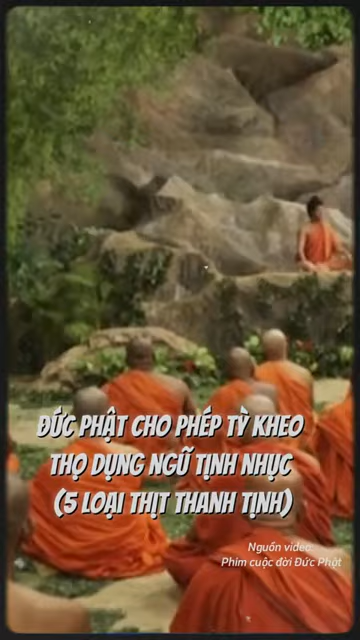 ĐỨC PHẬT CHO PHÉP TỲ KHEO
THỌ DỤNG NGŨ TỊNH NHỤC
(5 LOẠI THỊT THANH TỊNH)
Nguồn video:
Phim cuộc đời Đức Phật